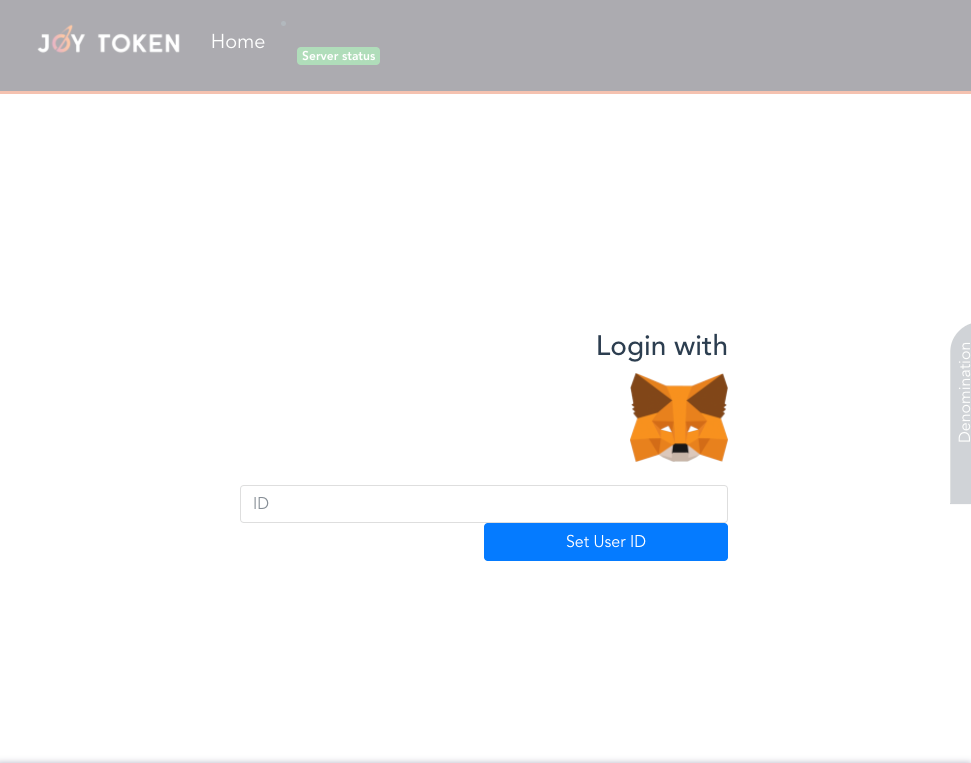 JOY TOKEN
Home
Server status
Login with
Denomination
ID
Set User ID